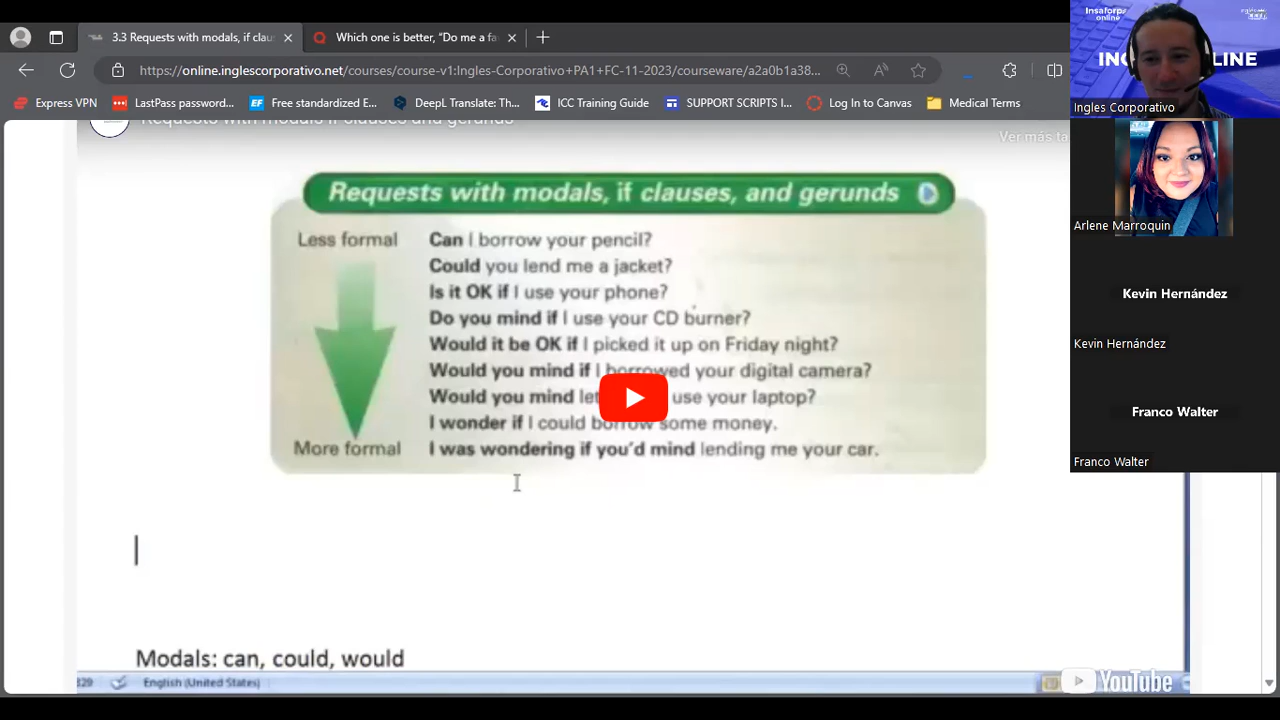 3.3 Requests with modals, if clau
Which one is better, "Do me a fa
https://online.inglescorporativo.net/courses/course-v1:Ingles-Corporativo+PA1+FC-11-2023/courseware/a2a0b1a38...
Express VPN
LastPass password...
Free standardized E...
DeepL Translate: Th...
ICC Training Guide
SUPPORT SCRIPTS I...
Log In to Canvas
Medical Terms
Requests with modals if clauses and gerunds
Ver más ta
Requests with modals, if clauses, and gerunds
Less formal
Can I borrow your pencil?
Could you lend me a jacket?
Is it OK if I use your phone?
Do you mind if I use your CD burner?
Would it be OK if I picked it up on Friday night?
Would you mind if I borrowed your digital camera?
Would you mind let use your laptop?
I wonder if I could borrow some money.
More formal
I was wondering if you'd mind lending me your car.
Modals: can, could, would
English (United States)
YouTube
Insaforp
online
LINE
Ingles Corporativo
Arlene Marroquin
Kevin Hernández
Kevin Hernández
Franco Walter
Franco Walter